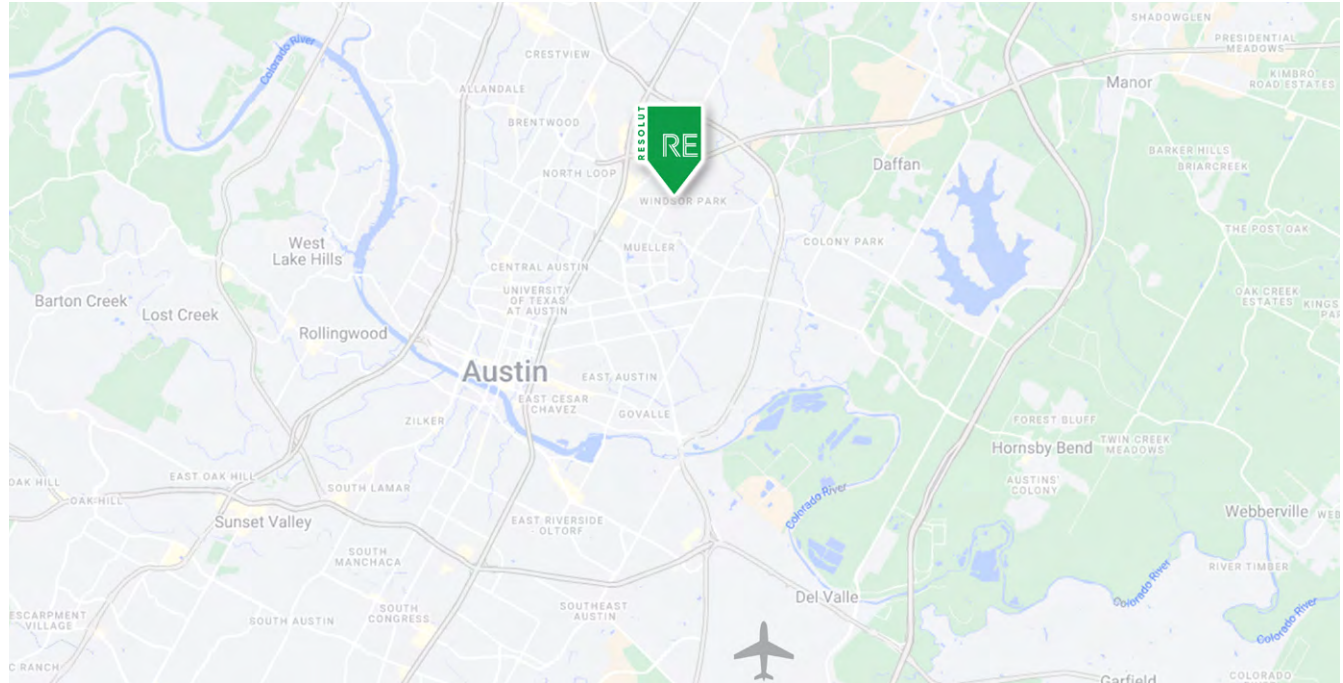 SHADOWGLEN
PRESIDENTIAL
MEADOWS
Colorado River
CRESTVIEW
Manor
KIMBRO
ROAD ESTATES
ALLANDALE
RESOLUT
RE
BRENTWOOD
BARKER HILLS
BRIARCREEK
Daffan
NORTH LOOP
WINDSOR PARK
THE POST OAK
West
Lake Hills
MUELLER
COLONY PARK
CENTRAL AUSTIN
UNIVERSITY
OF TEXAS
AT AUSTIN
OAK CREEK
ESTATES
KINGS
Barton Creek
Lost Creek
Rollingwood
Austin
EAST AUSTIN
EAST CESAR
CHAVEZ
GOVALLE
ZILKER
FOREST BLUFF
Hornsby Bend
TWIN CREEK
MEADOWS
AUSTINS'
COLONY
OAK HILL
EAST OAK HILL
OAK HILL
SOUTH LAMAR
Sunset Valley
EAST RIVERSIDE
- OLTORF
Colorado River
Webberville
WEB
SOUTH
MANCHACA
RIVER TIMBER
Colorado River
Del Valle
Colorado River
ESCARPMENT
VILLAGE
SOUTH AUSTIN
SOUTH
CONGRESS
SOUTHEAST
AUSTIN
C RANCH
Garfield
COLORADO